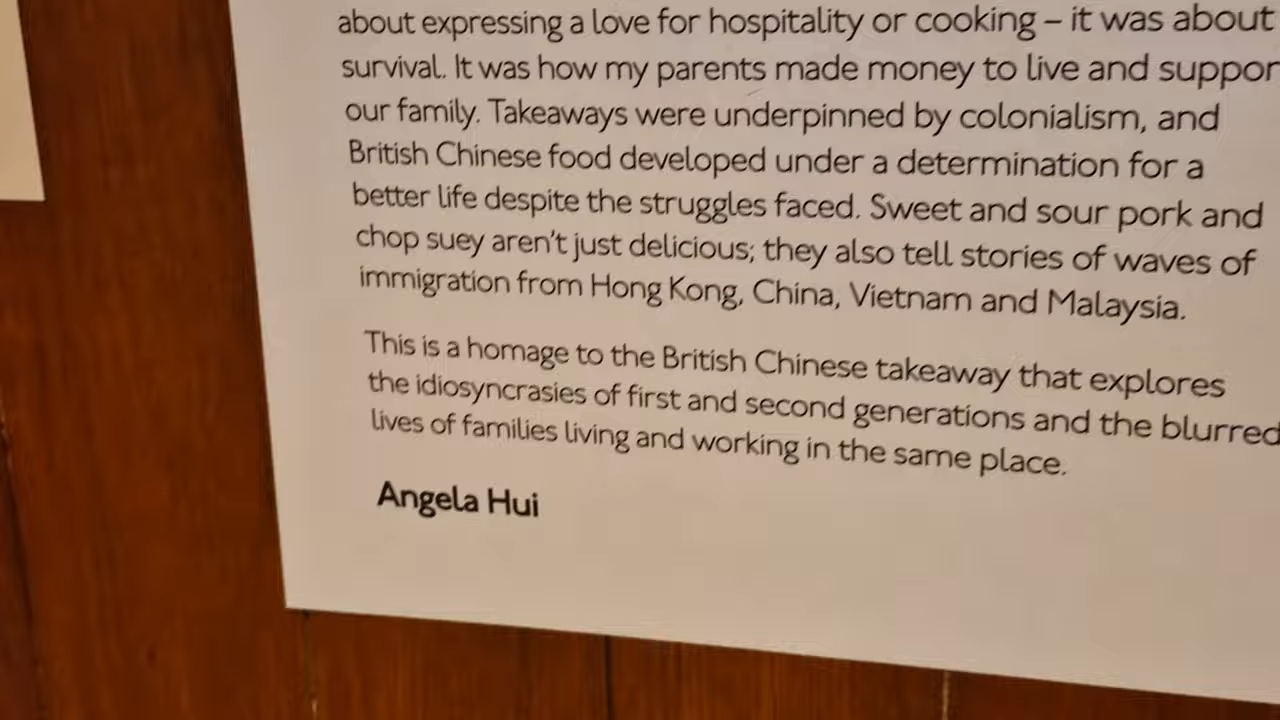 about expressing a love for hospitality or cooking – it was about
survival. It was how my parents made money to live and suppor
our family. Takeaways were underpinned by colonialism, and
British Chinese food developed under a determination for a
better life despite the struggles faced. Sweet and sour pork and
chop suey aren't just delicious; they also tell stories of waves of
immigration from Hong Kong, China, Vietnam and Malaysia.
This is a homage to the British Chinese takeaway that explores
the idiosyncrasies of first and second generations and the blurred
lives of families living and working in the same place.
Angela Hui